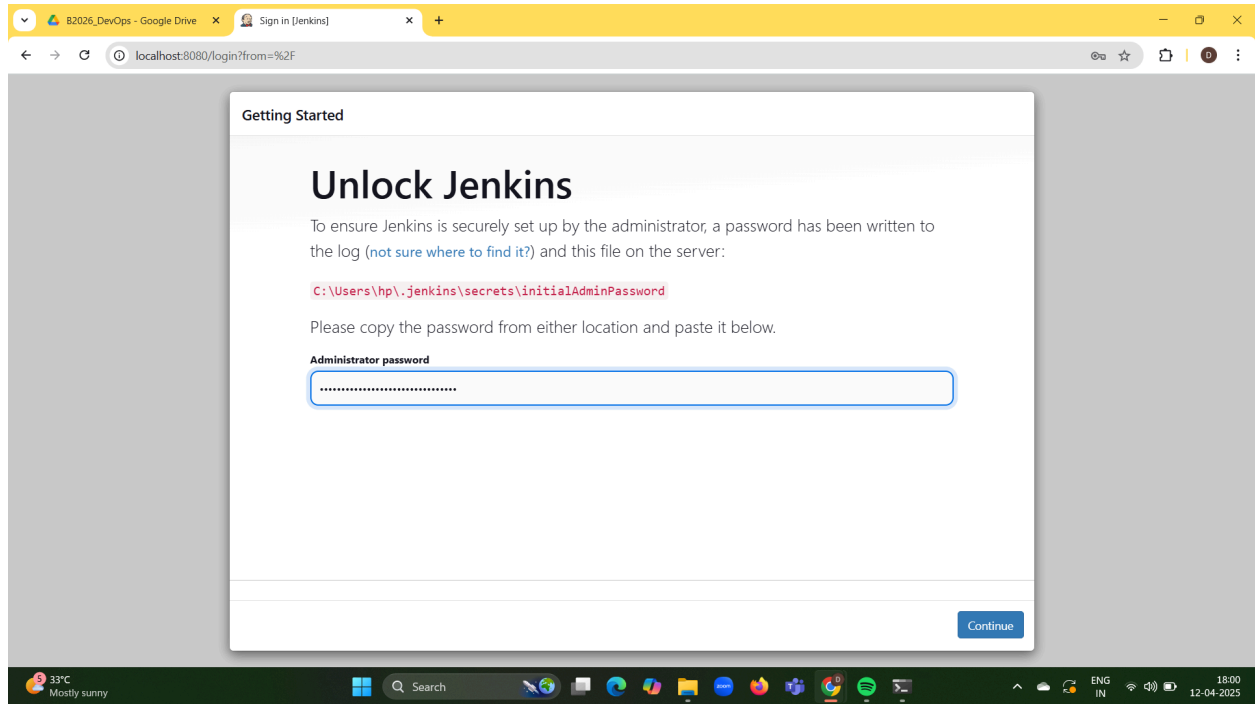 B2026_DevOps - Google Drive
Sign in [Jenkins]
localhost:8080/login?from=%2F
D
Getting Started
Unlock Jenkins
To ensure Jenkins is securely set up by the administrator, a password has been written to
the log (not sure where to find it?) and this file on the server:
C:\Users\hp\.jenkins\secrets\initialAdminPassword
Please copy the password from either location and paste it below.
Administrator password
••••••••••••••••••••••••••••••••
Continue
5
33°C
Mostly sunny
Search
zoom
D
ENG
IN
18:00
12-04-2025